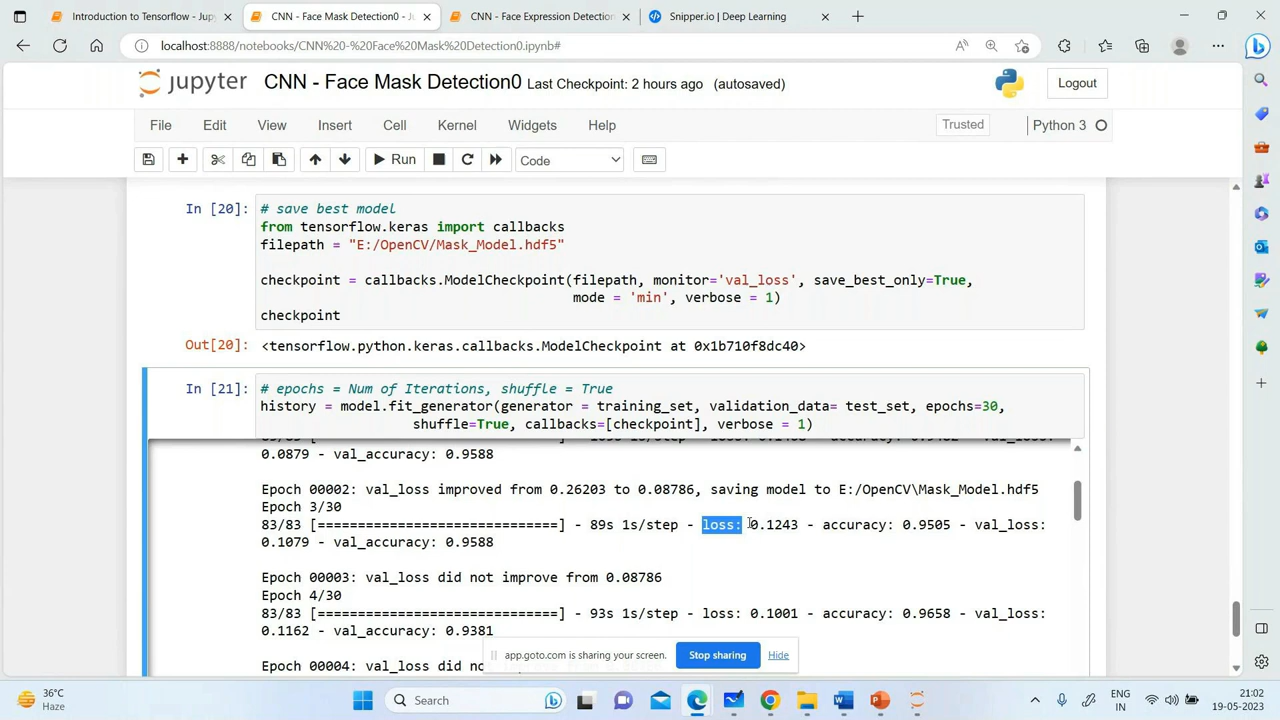 Introduction to Tensorflow - Jupy
CNN - Face Mask Detection0 - J
CNN - Face Expression Detection
Snipper.io | Deep Learning
localhost:8888/notebooks/CNN%20-%20Face%20Mask%20Detection0.ipynb#
jupyter CNN - Face Mask Detection0 Last Checkpoint: 2 hours ago (autosaved)
Logout
File Edit View Insert Cell Kernel Widgets Help
Trusted
Python 3
Run
Code
In [20]:
# save best model
from tensorflow.keras import callbacks
filepath = "E:/OpenCV/Mask_Model.hdf5"
checkpoint = callbacks.ModelCheckpoint(filepath, monitor='val_loss', save_best_only=True,
mode = 'min', verbose = 1)
checkpoint
Out[20]: <tensorflow.python.keras.callbacks.ModelCheckpoint at 0x1b710f8dc40>
In [21]:
# epochs = Num of Iterations, shuffle = True
history = model.fit_generator(generator = training_set, validation_data= test_set, epochs=30,
shuffle=True, callbacks=[checkpoint], verbose = 1)
0.0879 - val_accuracy: 0.9588
Epoch 00002: val_loss improved from 0.26203 to 0.08786, saving model to E:/OpenCV\Mask_Model.hdf5
Epoch 3/30
83/83 [==============================] - 89s 1s/step - loss: 0.1243 - accuracy: 0.9505 - val_loss:
0.1079 - val_accuracy: 0.9588
Epoch 00003: val_loss did not improve from 0.08786
Epoch 4/30
83/83 [==============================] - 93s 1s/step - loss: 0.1001 - accuracy: 0.9658 - val_loss:
0.1162 - val_accuracy: 0.9381
Epoch 00004: val_loss did
app.goto.com is sharing your screen.
Stop sharing
Hide
36°C
Haze
Search
ENG
IN
21:02
19-05-2023